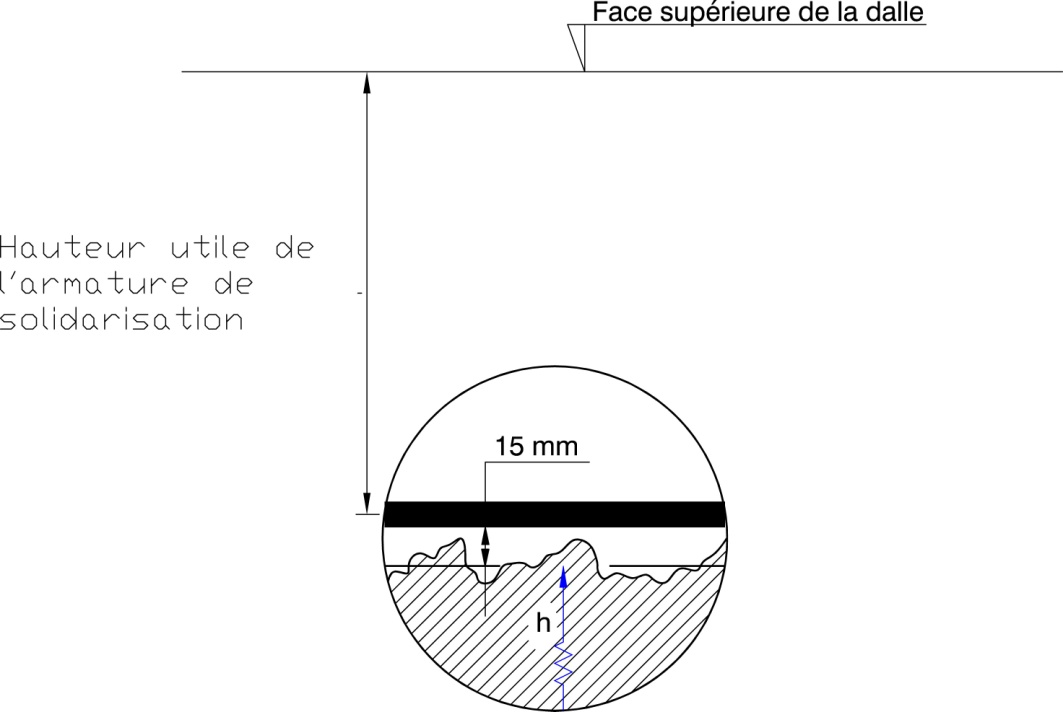 Face supérieure de la dalle
Hauteur utile de
l'armature de
solidarisation
15 mm
h